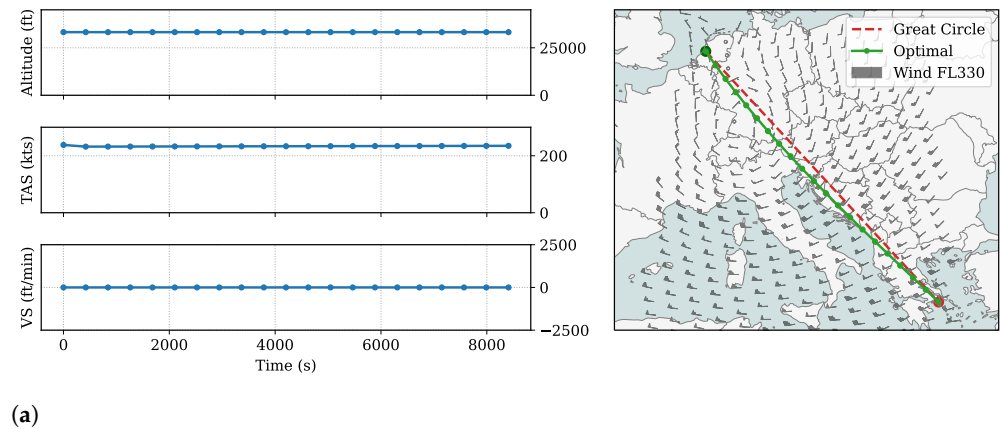 Altitude (ft)
25000
0
TAS (kts)
200
0
VS (ft/min)
2500
0
−2500
0 2000 4000 6000 8000
Time (s)
Great Circle
Optimal
Wind FL330
(a)